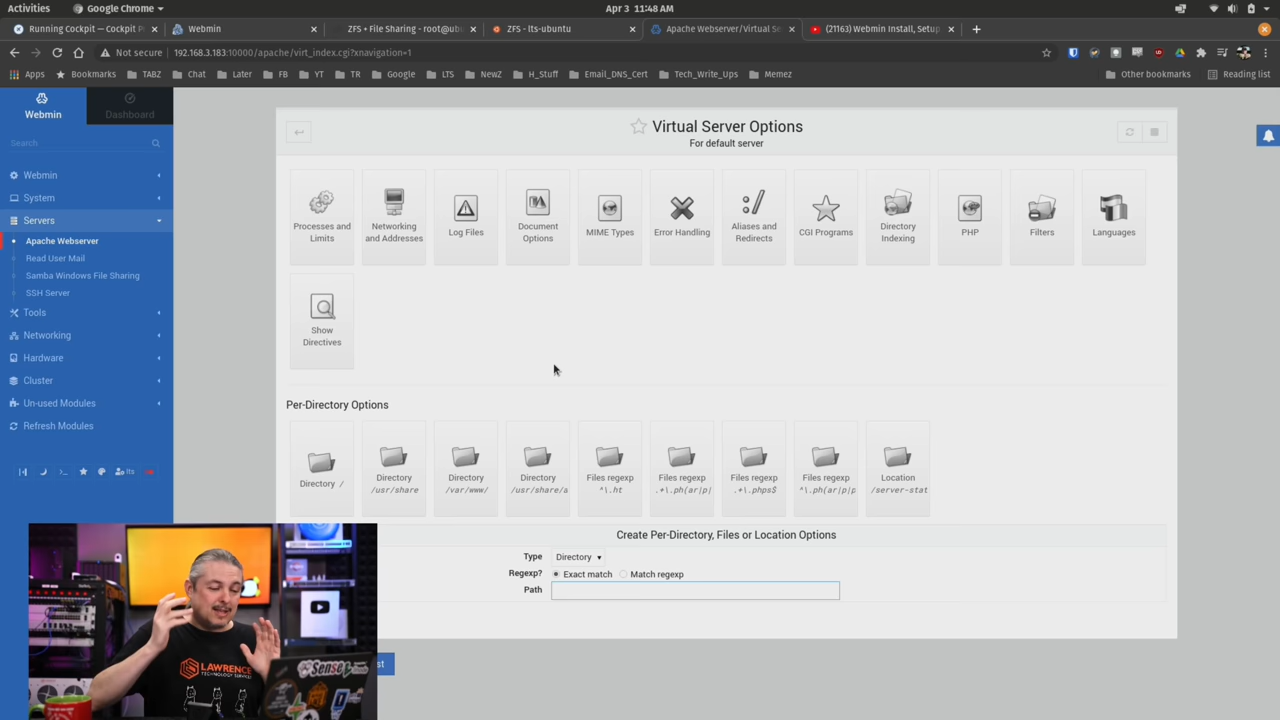 Activities
Google Chrome
Apr 3 11:48 AM
Running Cockpit — Cockpit P
Webmin
ZFS + File Sharing - root@ub
ZFS - lts-ubuntu
Apache Webserver/Virtual Se
(21163) Webmin Install, Setup
Not secure
192.168.3.183:10000/apache/virt_index.cgi?xnavigation=1
Apps
Bookmarks
TABZ
Chat
Later
FB
YT
TR
Google
LTS
NewZ
H_Stuff
Email_DNS_Cert
Tech_Write_Ups
Memez
Other bookmarks
Reading list
Webmin
Dashboard
Search
Webmin
System
Servers
Apache Webserver
Read User Mail
Samba Windows File Sharing
SSH Server
Tools
Networking
Hardware
Cluster
Un-used Modules
Refresh Modules
lts
Virtual Server Options
For default server
Processes and Limits
Networking and Addresses
Log Files
Document Options
MIME Types
Error Handling
Aliases and Redirects
CGI Programs
Directory Indexing
PHP
Filters
Languages
Show Directives
Per-Directory Options
Directory /
Directory /usr/share
Directory /var/www/
Directory /usr/share/a
Files regexp ^\.ht
Files regexp .+\.ph(ar|p|
Files regexp .+\.phps$
Files regexp ^\.ph(ar|p|p
Location /server-stat
Create Per-Directory, Files or Location Options
Type
Directory
Regexp?
Exact match
Match regexp
Path
LAWRENCE
TECHNOLOGY SERVICES